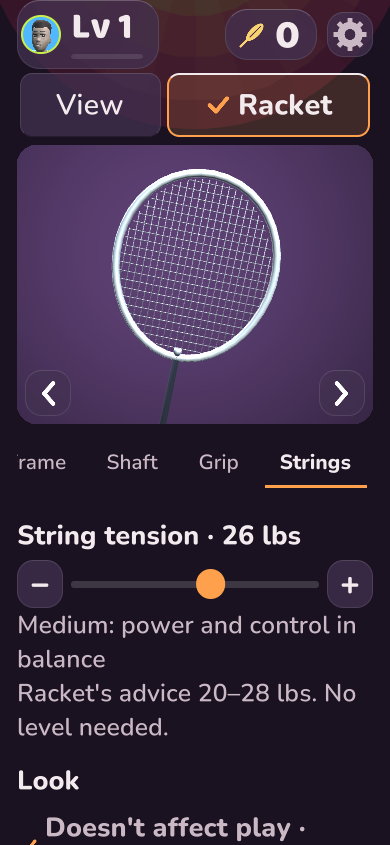 Lv 1
0
View
Racket
rame Shaft Grip Strings
String tension · 26 lbs
Medium: power and control in
balance
Racket's advice 20–28 lbs. No
level needed.
Look
Doesn't affect play ·